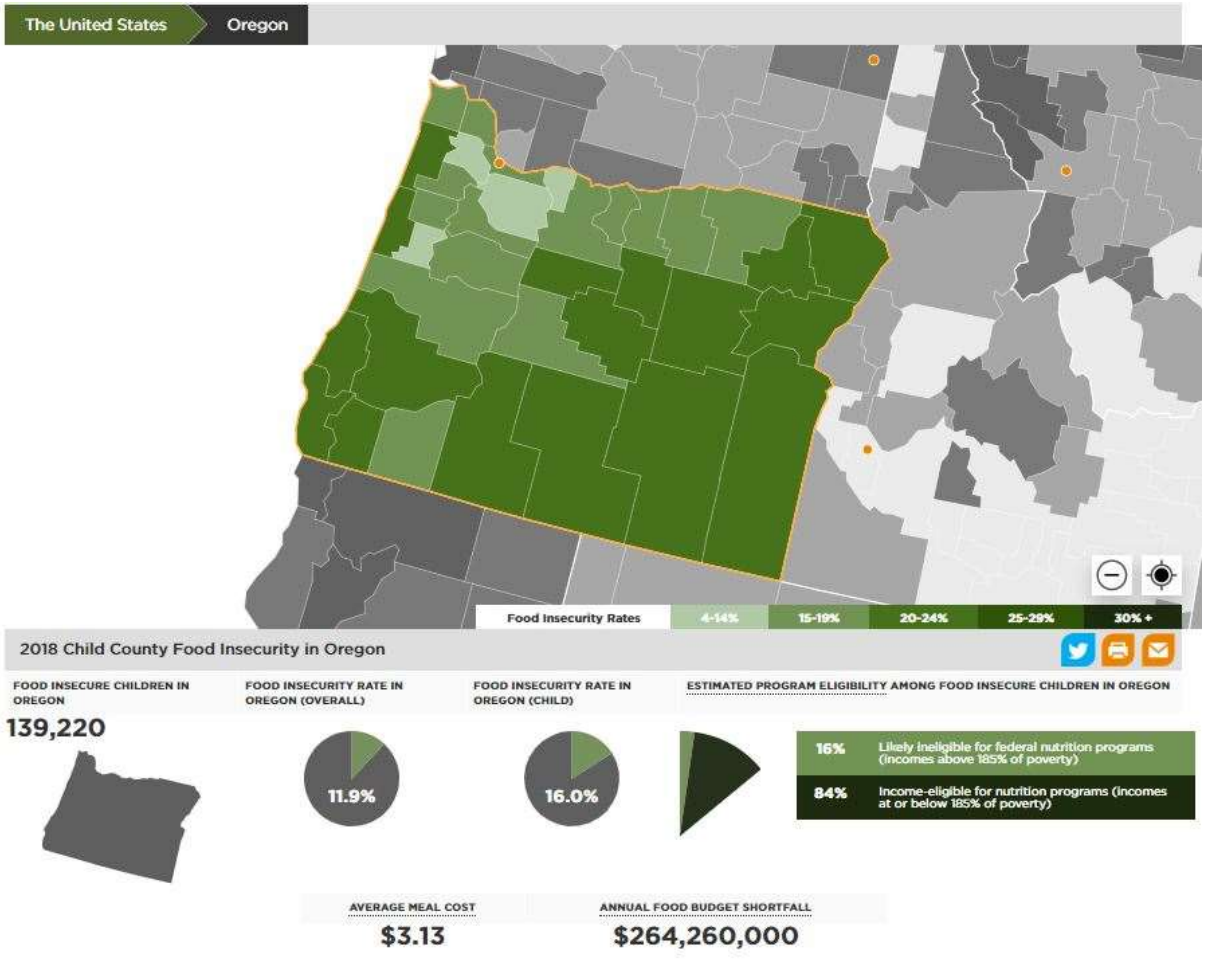 The United States
Oregon
Food Insecurity Rates
4-14%
15-19%
20-24%
25-29%
30% +
2018 Child County Food Insecurity in Oregon
FOOD INSECURE CHILDREN IN
OREGON
139,220
FOOD INSECURITY RATE IN
OREGON (OVERALL)
11.9%
FOOD INSECURITY RATE IN
OREGON (CHILD)
16.0%
ESTIMATED PROGRAM ELIGIBILITY AMONG FOOD INSECURE CHILDREN IN OREGON
16%
Likely ineligible for federal nutrition programs
(incomes above 185% of poverty)
84%
Income-eligible for nutrition programs (incomes
at or below 185% of poverty)
AVERAGE MEAL COST
$3.13
ANNUAL FOOD BUDGET SHORTFALL
$264,260,000